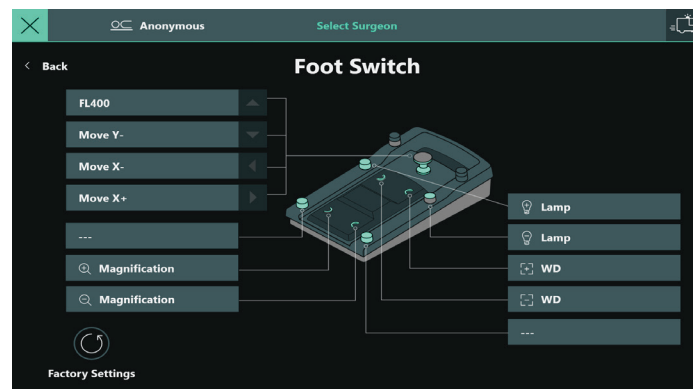 Anonymous
Select Surgeon
Back
Foot Switch
FL400
Move Y-
Move X-
Move X+
---
Magnification
Magnification
Lamp
Lamp
WD
WD
---
Factory Settings